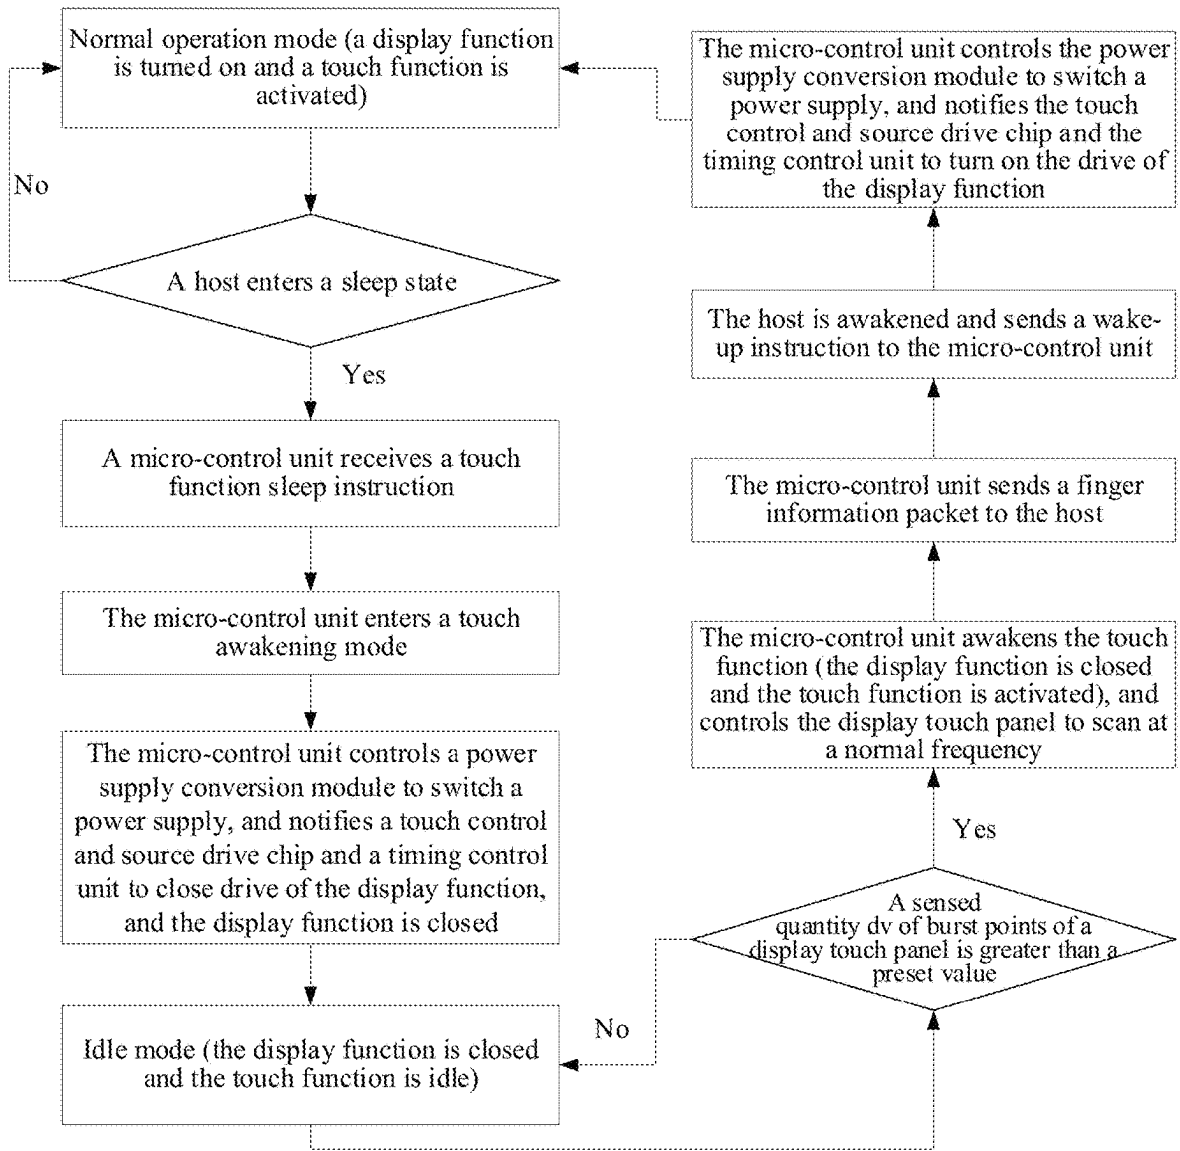 Normal operation mode (a display function
is turned on and a touch function is
activated)
No
A host enters a sleep state
Yes
A micro-control unit receives a touch
function sleep instruction
The micro-control unit enters a touch
awakening mode
The micro-control unit controls a power
supply conversion module to switch a
power supply, and notifies a touch control
and source drive chip and a timing control
unit to close drive of the display function,
and the display function is closed
Idle mode (the display function is closed
and the touch function is idle)
No
A sensed
quantity dv of burst points of a
display touch panel is greater than a
preset value
Yes
The micro-control unit awakens the touch
function (the display function is closed
and the touch function is activated), and
controls the display touch panel to scan at
a normal frequency
The micro-control unit sends a finger
information packet to the host
The host is awakened and sends a wake-
up instruction to the micro-control unit
The micro-control unit controls the power
supply conversion module to switch a
power supply, and notifies the touch
control and source drive chip and the
timing control unit to turn on the drive of
the display function